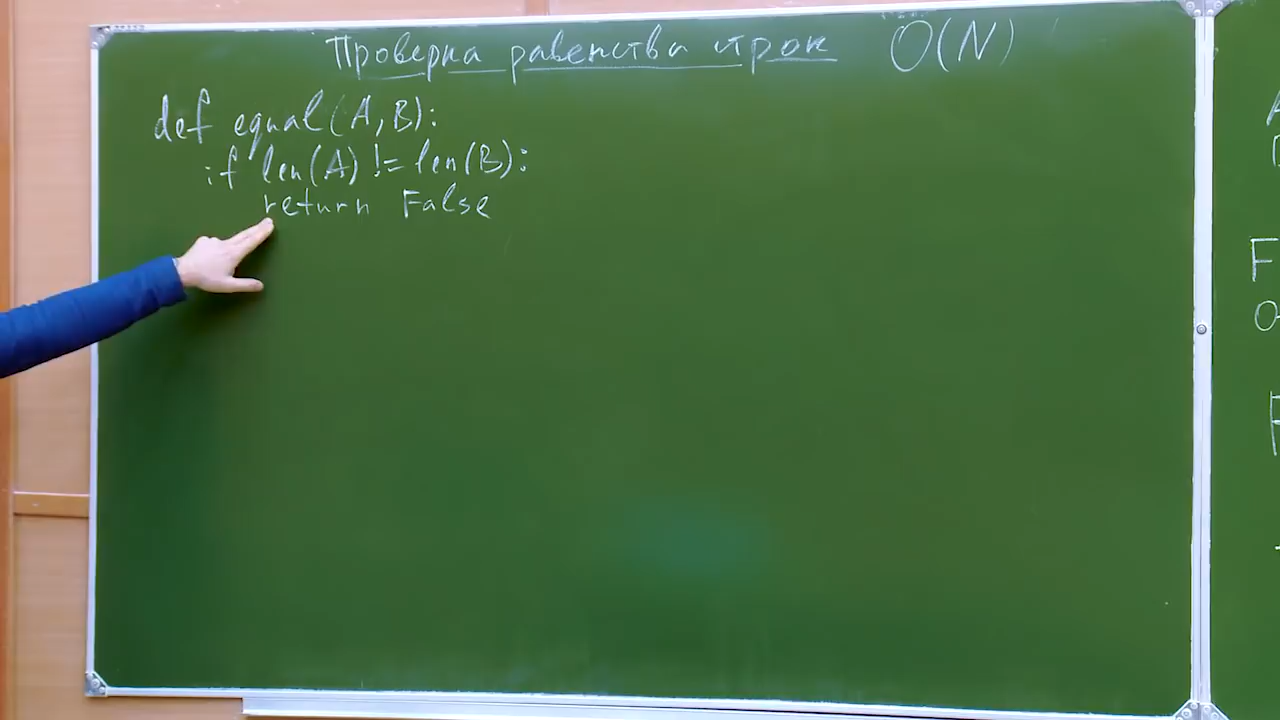 Проверка равенства строк O(N)
def equal(A,B):
if len(A) != len(B):
return False